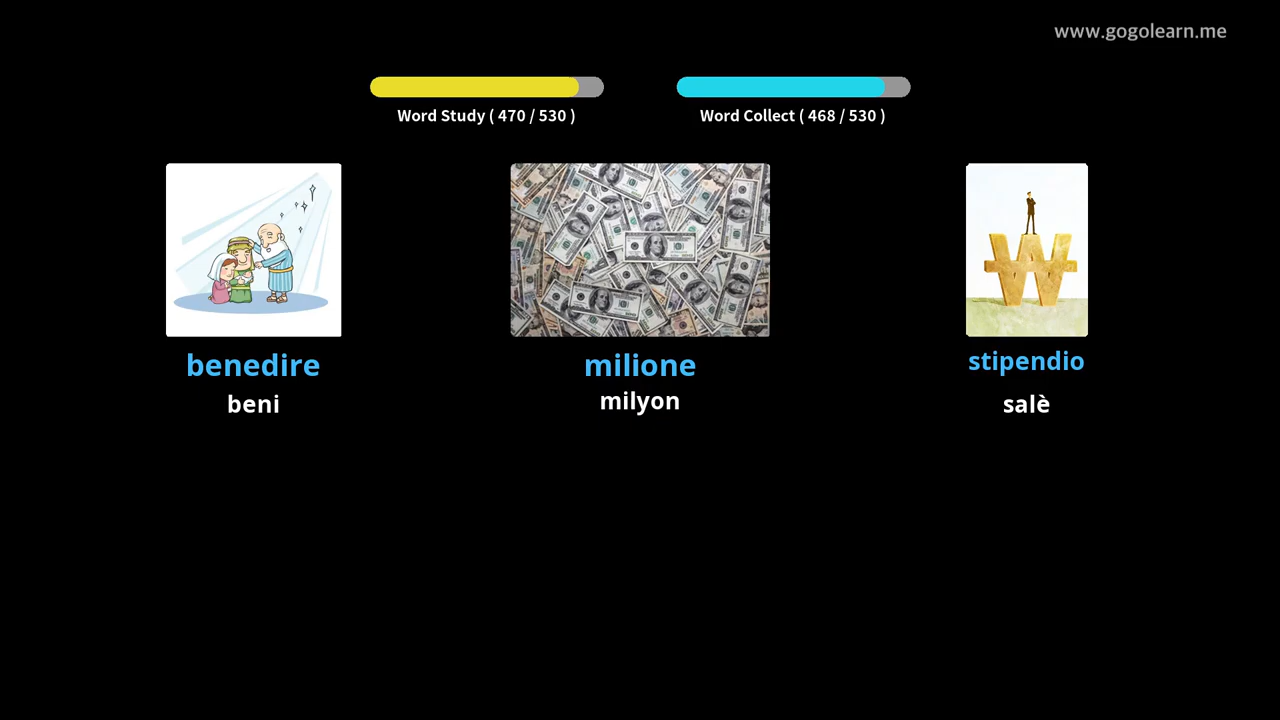 www.gogolearn.me
Word Study ( 470 / 530 )
Word Collect ( 468 / 530 )
benedire
milione
stipendio
beni
milyon
salè